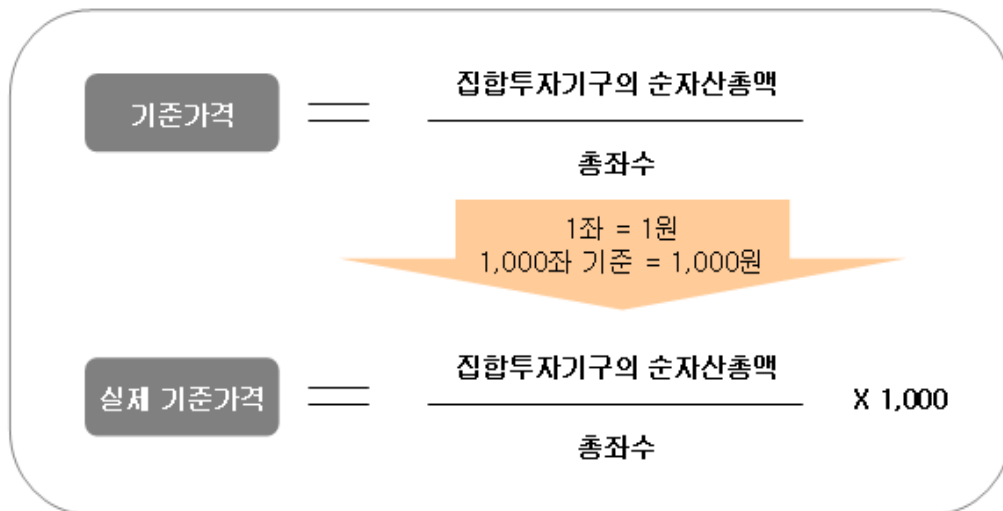 기준가격
집합투자기구의 순자산총액
총좌수
1좌 = 1원
1,000좌 기준 = 1,000원
실제 기준가격
집합투자기구의 순자산총액
총좌수
X 1,000